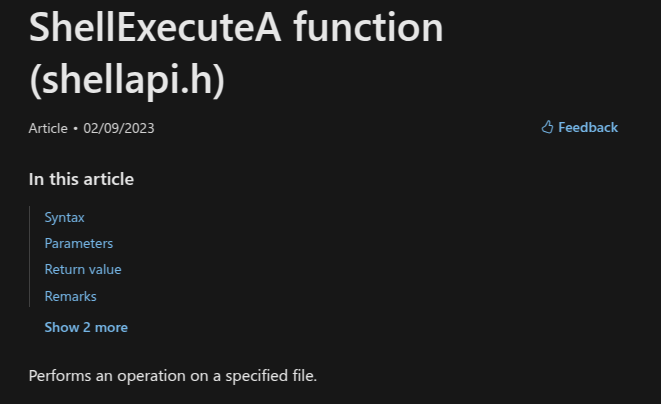 ShellExecuteA function
(shellapi.h)
Article • 02/09/2023
Feedback
In this article
Syntax
Parameters
Return value
Remarks
Show 2 more
Performs an operation on a specified file.